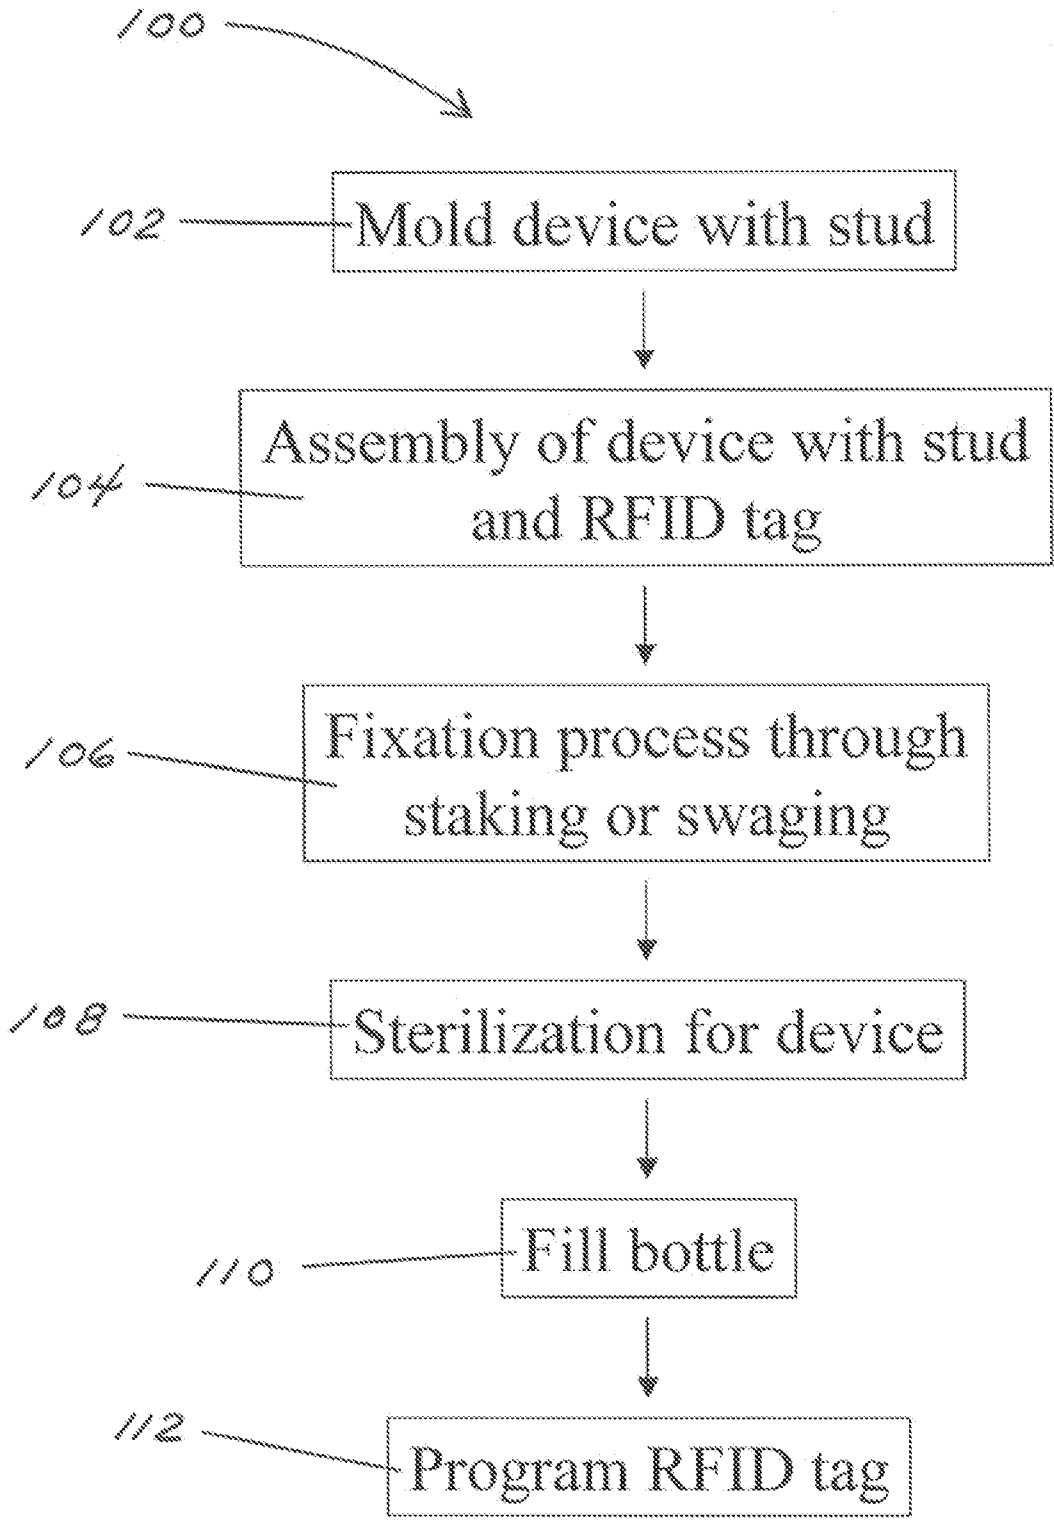 100
102
Mold device with stud
104
Assembly of device with stud
and RFID tag
106
Fixation process through
staking or swaging
108
Sterilization for device
110
Fill bottle
112
Program RFID tag